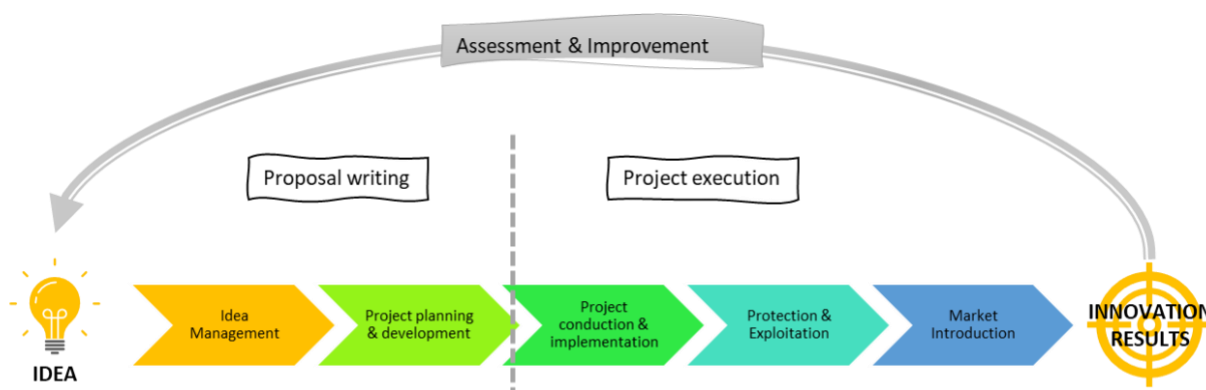 Assessment & Improvement
Proposal writing
Project execution
Idea
Management
Project planning
& development
Project
conduction &
implementation
Protection &
Exploitation
Market
Introduction
INNOVATION
RESULTS
IDEA